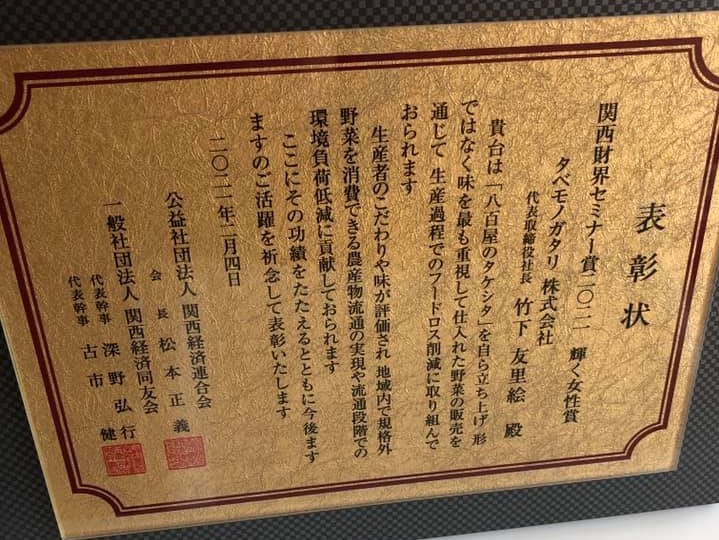 表彰状
関西財界セミナー賞二〇二一 輝く女性賞
タベモノガタリ 株式会社
代表取締役社長 竹下 友里絵 殿
貴台は「八百屋のタケシタ」を自ら立ち上げ 形
ではなく味を最も重視して仕入れた野菜の販売を
通じて 生産過程でのフードロス削減に取り組んで
おられます
生産者のこだわりや味が評価され 地域内で規格外
野菜を消費できる農産物流通の実現や流通段階での
環境負荷低減に貢献しておられます
ここにその功績をたたえるとともに今後ます
ますのご活躍を祈念して表彰いたします
二〇二一年二月四日
公益社団法人 関西経済連合会
会長 松本正義
一般社団法人 関西経済同友会
代表幹事 深野弘行
代表幹事 古市 健